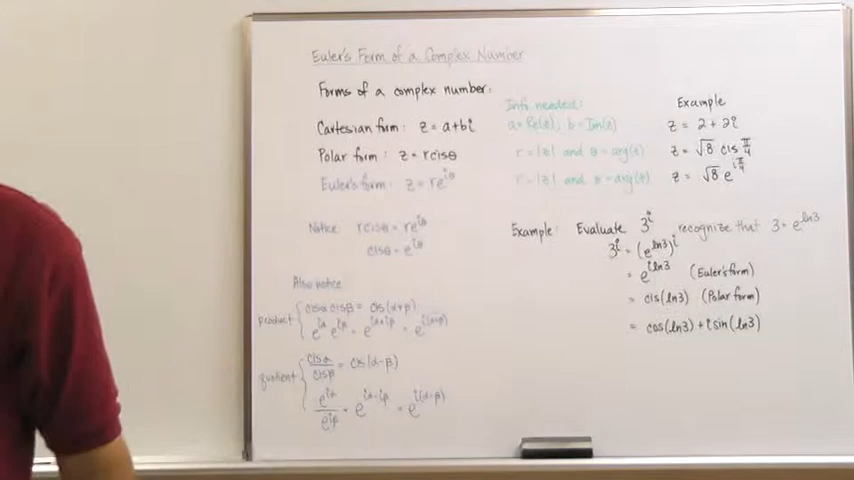 Euler's Form of a Complex Number
Forms of a complex number:
Cartesian form: z = a+bi
Polar form: z = rcisθ
Euler's form: z = re^{iθ}
Info needed:
a = Re(z), b = Im(z)
r = |z| and θ = arg(z)
r = |z| and θ = arg(z)
Example
z = 2 + 2i
z = √8 cis π/4
z = √8 e^{iπ/4}
Notice rcisθ = re^{iθ}
cisθ = e^{iθ}
Also notice
product { cisα cisβ = cis(α+β)
e^{iα} e^{iβ} = e^{iα+iβ} = e^{i(α+β)}
quotient { cisα/cisβ = cis(α-β)
e^{iα}/e^{iβ} = e^{iα-iβ} = e^{i(α-β)}
Example: Evaluate 3^i recognize that 3 = e^{ln3}
3^i = (e^{ln3})^i
= e^{iln3} (Euler's form)
= cis(ln3) (Polar form)
= cos(ln3) + i sin(ln3)